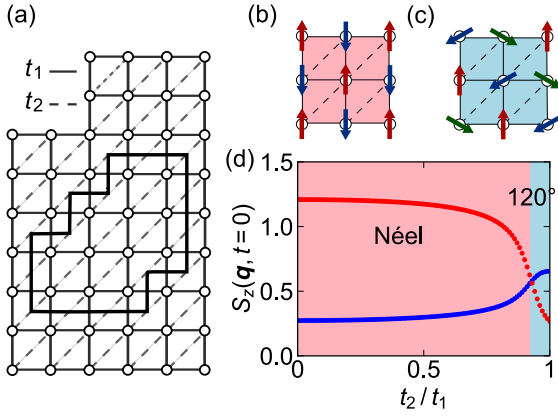 (a)
t₁
t₂
(b)
(c)
(d)
1.5
1.0
0.5
0.0
Sz(q, t=0)
Néel
120°
0
0.5
1
t₂/t₁